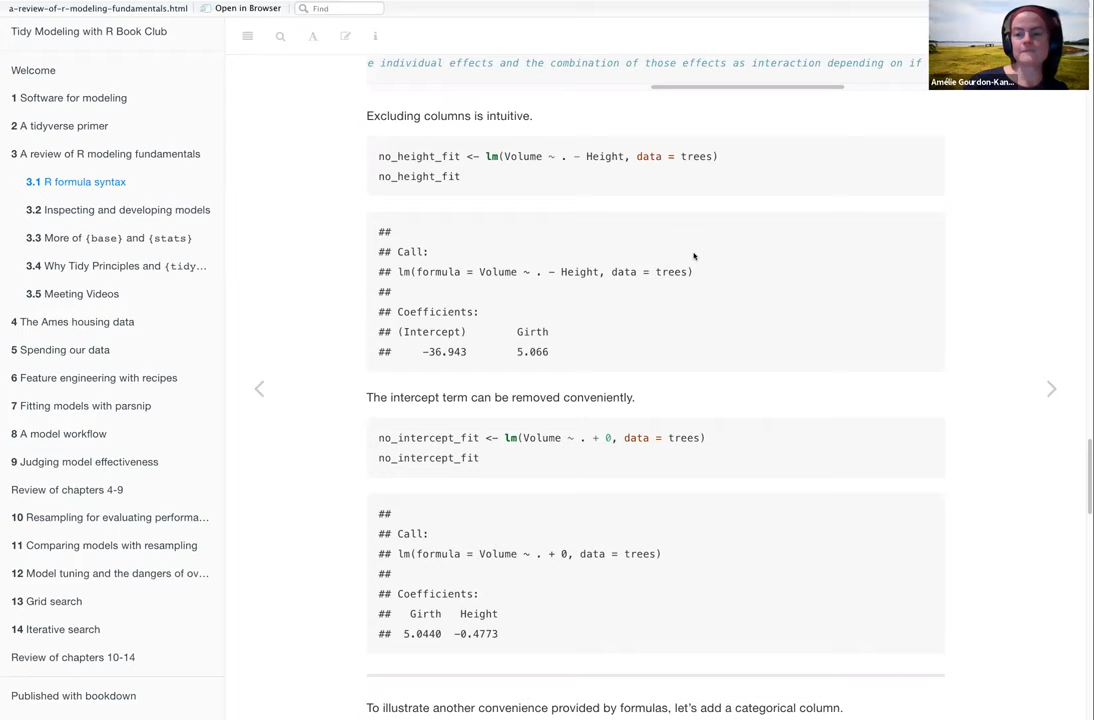 a-review-of-r-modeling-fundamentals.html
Open in Browser
Find
Tidy Modeling with R Book Club
Welcome
1 Software for modeling
2 A tidyverse primer
3 A review of R modeling fundamentals
3.1 R formula syntax
3.2 Inspecting and developing models
3.3 More of {base} and {stats}
3.4 Why Tidy Principles and {tidy...
3.5 Meeting Videos
4 The Ames housing data
5 Spending our data
6 Feature engineering with recipes
7 Fitting models with parsnip
8 A model workflow
9 Judging model effectiveness
Review of chapters 4-9
10 Resampling for evaluating performa...
11 Comparing models with resampling
12 Model tuning and the dangers of ov...
13 Grid search
14 Iterative search
Review of chapters 10-14
Published with bookdown
A
i
e individual effects and the combination of those effects as interaction depending on if
Excluding columns is intuitive.
no_height_fit <- lm(Volume ~ . - Height, data = trees)
no_height_fit
##
## Call:
## lm(formula = Volume ~ . - Height, data = trees)
##
## Coefficients:
## (Intercept) Girth
## -36.943 5.066
The intercept term can be removed conveniently.
no_intercept_fit <- lm(Volume ~ . + 0, data = trees)
no_intercept_fit
##
## Call:
## lm(formula = Volume ~ . + 0, data = trees)
##
## Coefficients:
## Girth Height
## 5.0440 -0.4773
To illustrate another convenience provided by formulas, let's add a categorical column.
Amélie Gourdon-Kan...